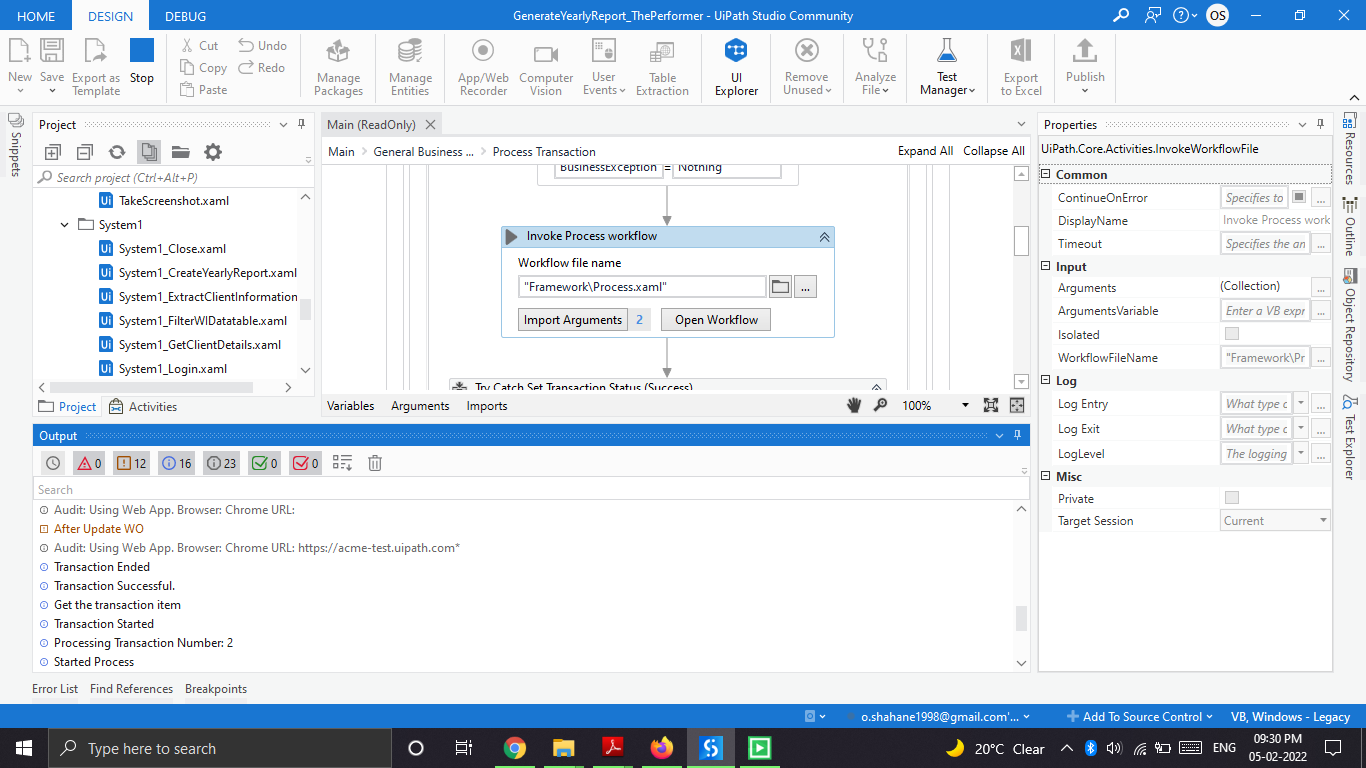 HOME DESIGN DEBUG GenerateYearlyReport_ThePerformer - UiPath Studio Community OS
New Save Export as Template Stop Cut Copy Paste Undo Redo Manage Packages Manage Entities App/Web Recorder Computer Vision User Events Table Extraction UI Explorer Remove Unused Analyze File Test Manager Export to Excel Publish
Snippets
Project
Search project (Ctrl+Alt+P)
Ui TakeScreenshot.xaml
System1
Ui System1_Close.xaml
Ui System1_CreateYearlyReport.xaml
Ui System1_ExtractClientInformation
Ui System1_FilterWIDatatable.xaml
Ui System1_GetClientDetails.xaml
Ui System1_Login.xaml
Project Activities
Main (ReadOnly)
Main General Business ... Process Transaction Expand All Collapse All
BusinessException = Nothing
Invoke Process workflow
Workflow file name
"Framework\Process.xaml" ...
Import Arguments 2 Open Workflow
Try Catch Set Transaction Status (Success)
Variables Arguments Imports 100%
Properties
UiPath.Core.Activities.InvokeWorkflowFile
Common
ContinueOnError Specifies to ...
DisplayName Invoke Process work
Timeout Specifies the an ...
Input
Arguments (Collection) ...
ArgumentsVariable Enter a VB expr ...
Isolated
WorkflowFileName "Framework\Pr ...
Log
Log Entry What type c ...
Log Exit What type c ...
LogLevel The logging ...
Misc
Private
Target Session Current
Resources
Outline
Object Repository
Test Explorer
Output
0 12 16 23 0 0
Search
Audit: Using Web App. Browser: Chrome URL:
After Update WO
Audit: Using Web App. Browser: Chrome URL: https://acme-test.uipath.com*
Transaction Ended
Transaction Successful.
Get the transaction item
Transaction Started
Processing Transaction Number: 2
Started Process
Error List Find References Breakpoints
o.shahane1998@gmail.com'... Add To Source Control VB, Windows - Legacy
Type here to search 20°C Clear ENG 09:30 PM
05-02-2022